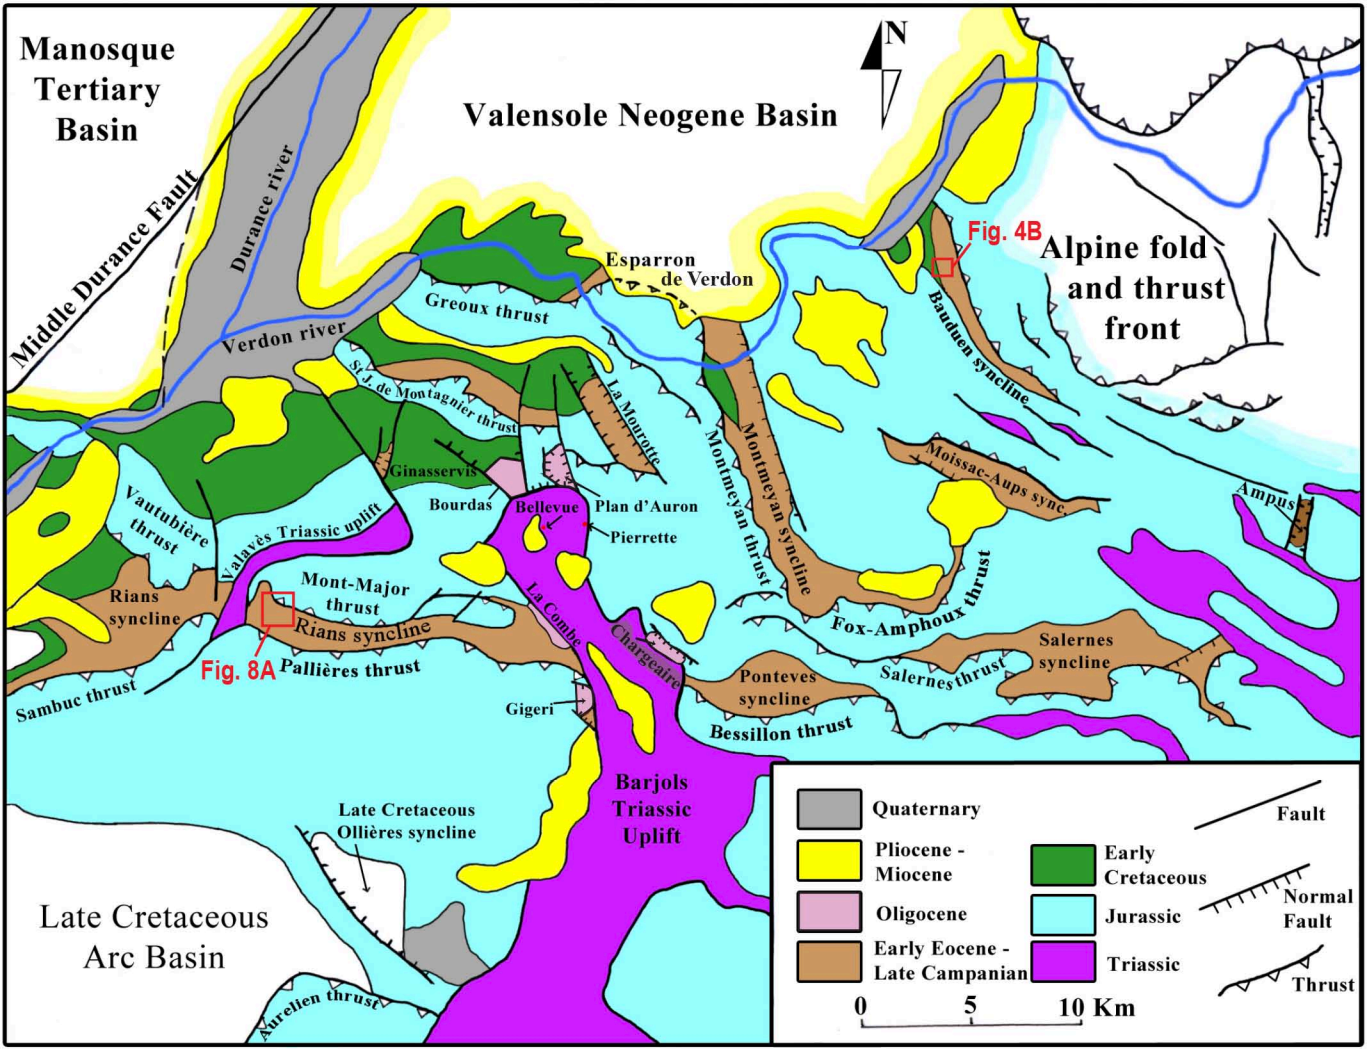 Manosque
Tertiary
Basin
Valensole Neogene Basin
N
Durance river
Middle Durance Fault
Verdon river
Esparron
de Verdon
Greoux thrust
Fig. 4B
Alpine fold
and thrust
front
Bauduen syncline
St J. de Montagnier thrust
La Mourotte
Montmeyan thrust
Montmeyan syncline
Moissac-Aups sync.
Ampus
Ginasservis
Bourdas
Bellevue
Plan d'Auron
Pierrette
Vautubière
thrust
Valavès Triassic uplift
Rians
syncline
Mont-Major
thrust
Rians syncline
Fig. 8A
Pallières thrust
Sambuc thrust
La Combe
Chargeaire
Gigeri
Fox-Amphoux thrust
Salernes
syncline
Salernes thrust
Ponteves
syncline
Bessillon thrust
Barjols
Triassic
Uplift
Late Cretaceous
Ollières syncline
Late Cretaceous
Arc Basin
Aurelien thrust
Quaternary
Pliocene -
Miocene
Oligocene
Early Eocene -
Late Campanian
Early
Cretaceous
Jurassic
Triassic
Fault
Normal
Fault
Thrust
0 5 10 Km